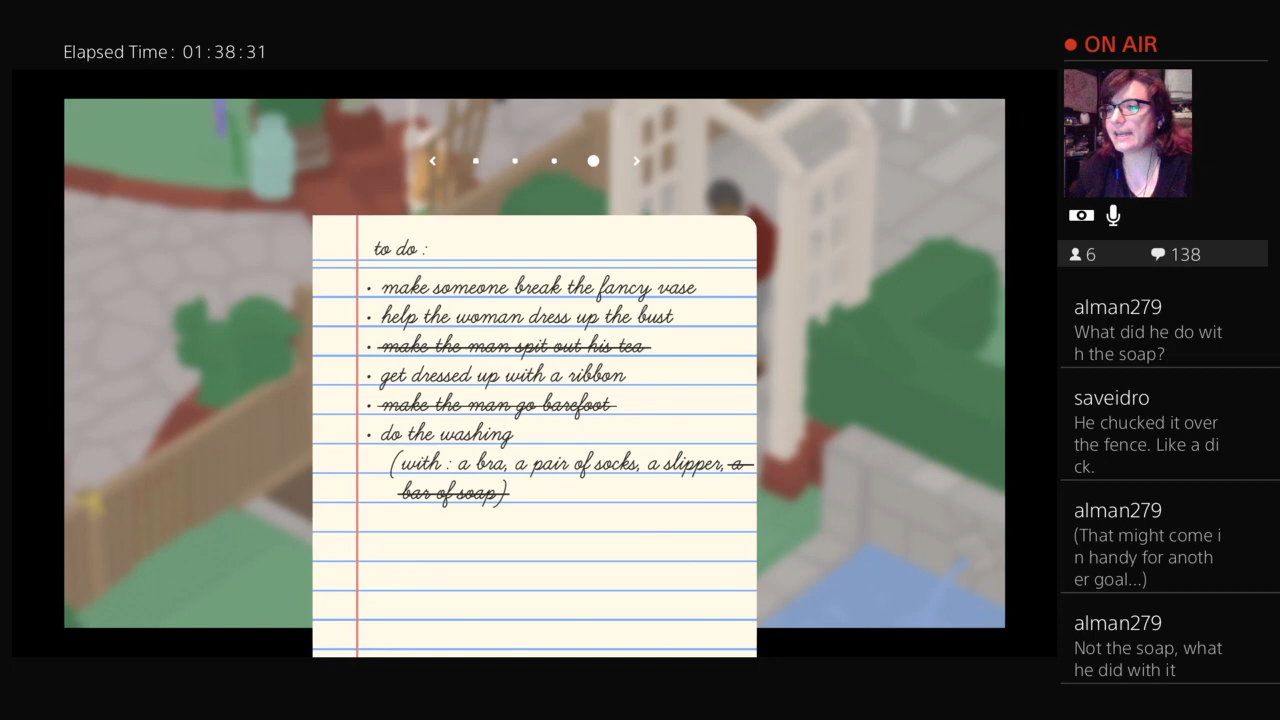 Elapsed Time: 01:38:31
ON AIR
6 138
to do :
• make someone break the fancy vase
• help the woman dress up the bust
• make the man spit out his tea
• get dressed up with a ribbon
• make the man go barefoot
• do the washing
(with : a bra, a pair of socks, a slipper, a
bar of soap)
alman279
What did he do wit
h the soap?
saveidro
He chucked it over
the fence. Like a di
ck.
alman279
(That might come i
n handy for anoth
er goal...)
alman279
Not the soap, what
he did with it